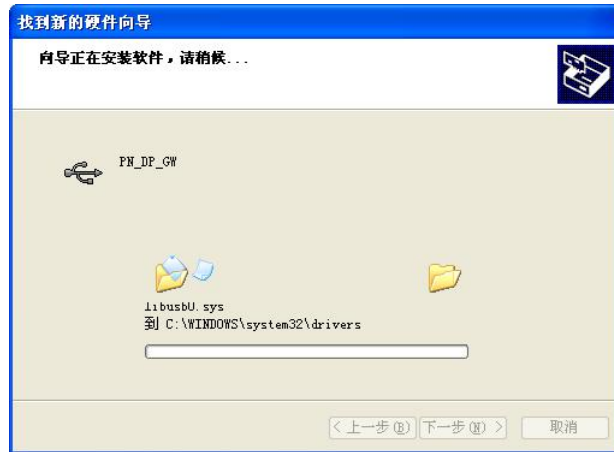 找到新的硬件向导
向导正在安装软件，请稍候...
PN_DP_GW
libusbU.sys
到 C:\WINDOWS\system32\drivers
< 上一步(B) 下一步(N) > 取消